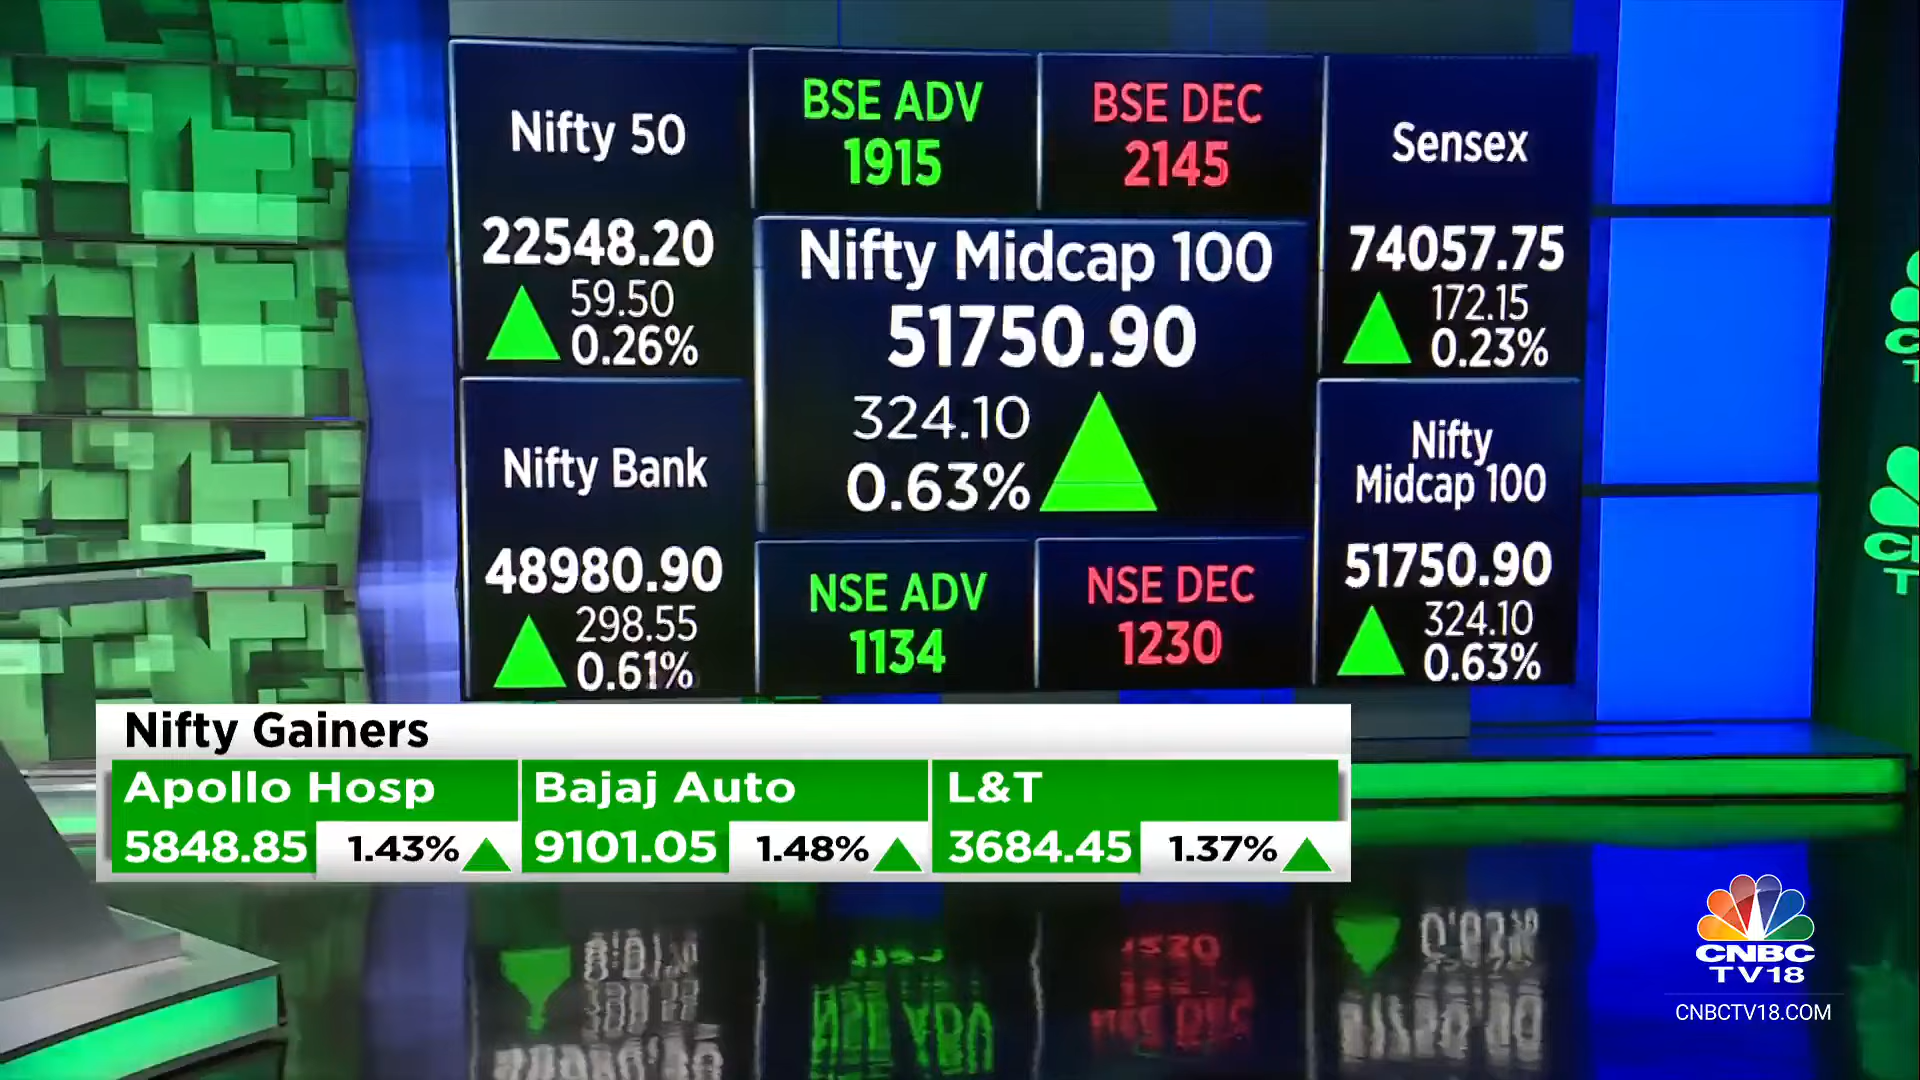 Nifty 50
22548.20
59.50
0.26%
BSE ADV
1915
BSE DEC
2145
Sensex
74057.75
172.15
0.23%
Nifty Midcap 100
51750.90
324.10
0.63%
Nifty Bank
48980.90
298.55
0.61%
NSE ADV
1134
NSE DEC
1230
Nifty
Midcap 100
51750.90
324.10
0.63%
Nifty Gainers
Apollo Hosp
5848.85 1.43%
Bajaj Auto
9101.05 1.48%
L&T
3684.45 1.37%
CNBC
TV18
CNBCTV18.COM